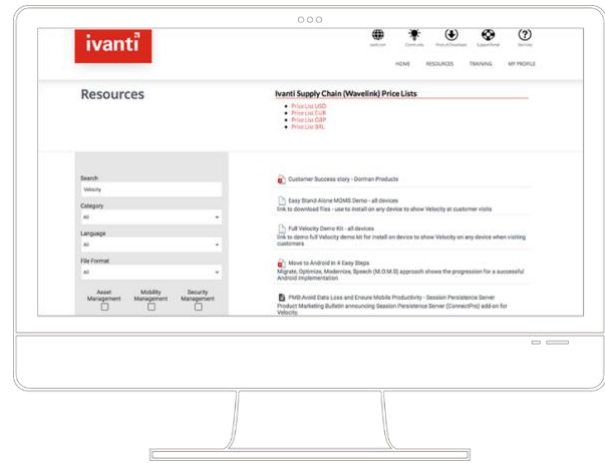 ivanti
ivanti.com Community Support Portal
HOME RESOURCES TRAINING MY PROFILE
Resources
Ivanti Supply Chain (Wavelink) Price Lists
Price List USD
Price List EUR
Price List GBP
Price List BRL
Search
Velocity
Category
All
Language
All
File Format
All
Asset Management
Mobility Management
Security Management
Customer Success story - Dorman Products
Easy Stand-Alone MOMS Demo - all devices
link to download files - use to install on any device to show Velocity at customer visits
Full Velocity Demo Kit - all devices
link to demo full Velocity demo kit for install on device to show Velocity on any device when visiting
customers
Move to Android in 4 Easy Steps
Migrate, Optimize, Modernize, Speech (M.O.M.S) approach shows the progression for a successful
Android implementation
PMB-Avoid Data Loss and Ensure Mobile Productivity - Session Persistence Server
Product Marketing Bulletin announcing Session Persistence Server (ConnectPro) add-on for
Velocity.